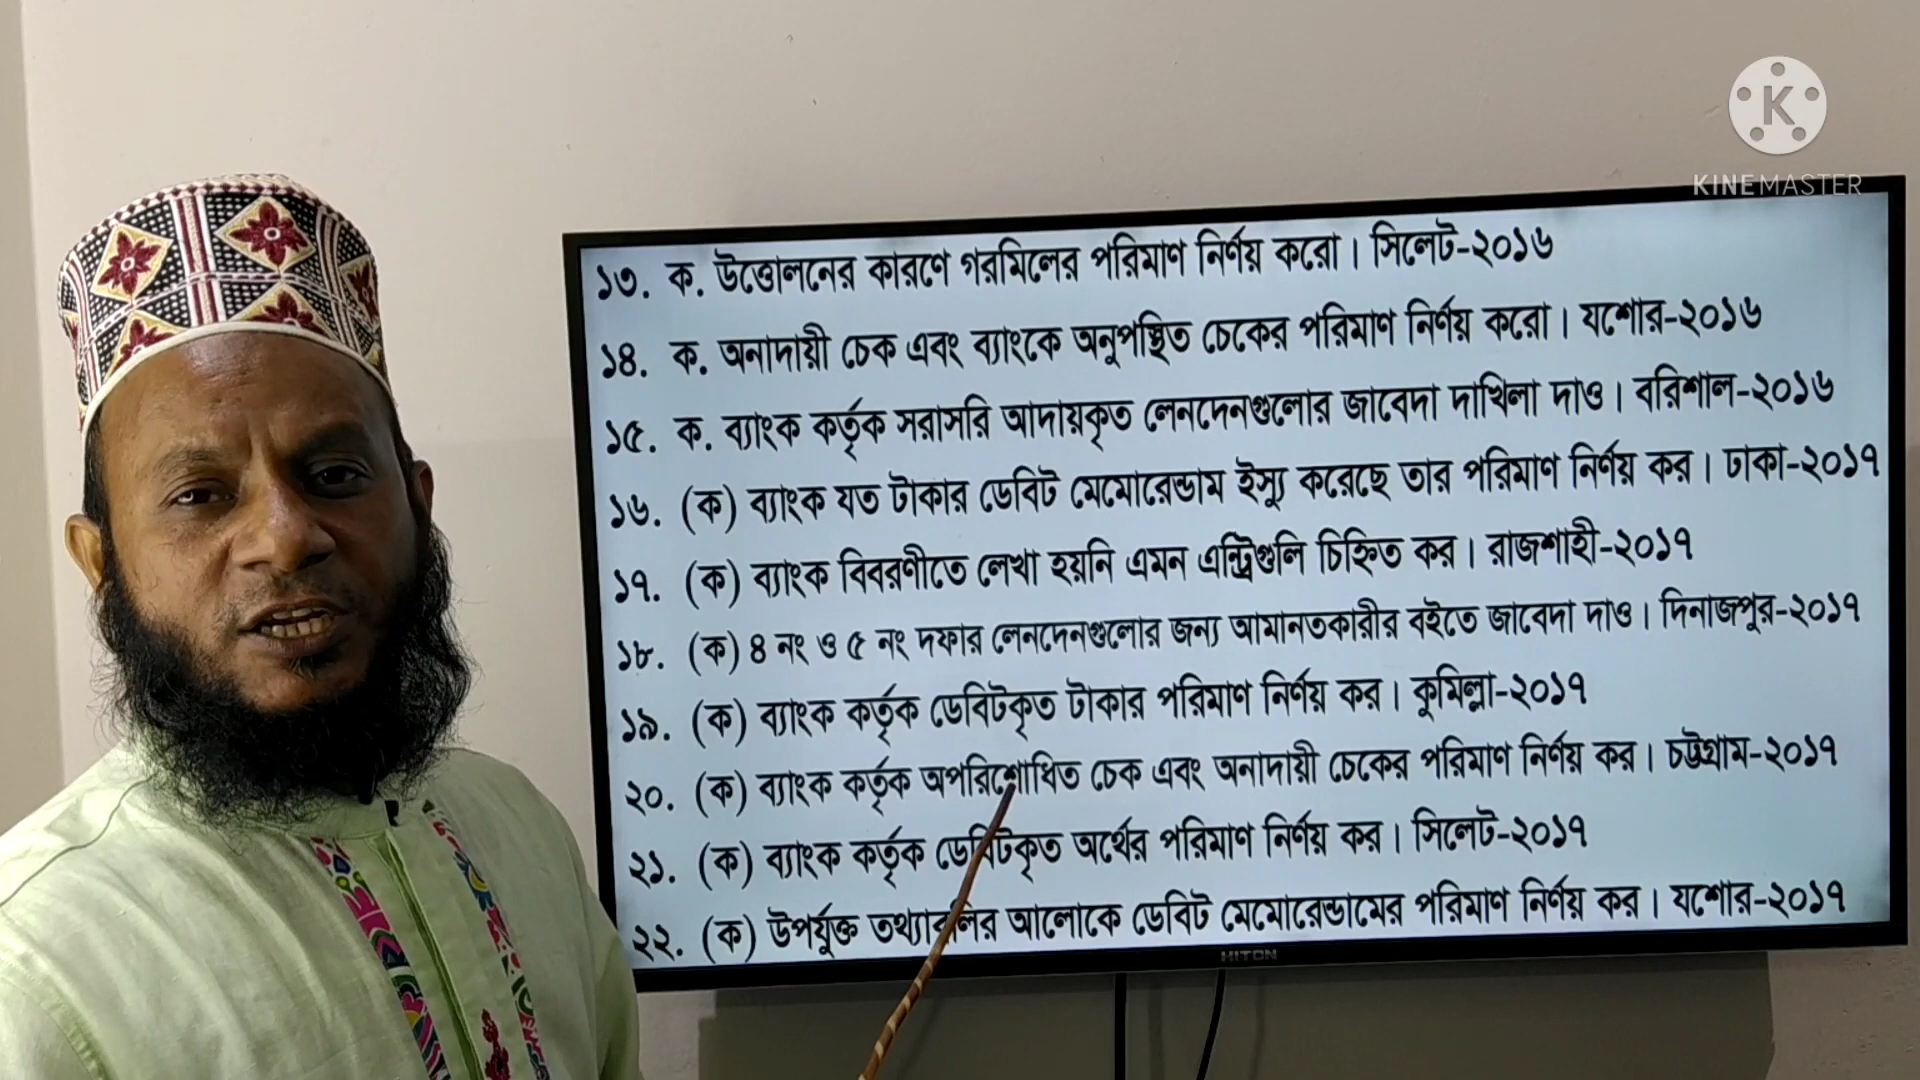 KINEMASTER
১৩. ক. উত্তোলনের কারণে গরমিলের পরিমাণ নির্ণয় করো। সিলেট-২০১৬
১৪. ক. অনাদায়ী চেক এবং ব্যাংকে অনুপস্থিত চেকের পরিমাণ নির্ণয় করো। যশোর-২০১৬
১৫. ক. ব্যাংক কর্তৃক সরাসরি আদায়কৃত লেনদেনগুলোর জাবেদা দাখিলা দাও। বরিশাল-২০১৬
১৬. (ক) ব্যাংক যত টাকার ডেবিট মেমোরেন্ডাম ইস্যু করেছে তার পরিমাণ নির্ণয় কর। ঢাকা-২০১৭
১৭. (ক) ব্যাংক বিবরণীতে লেখা হয়নি এমন এন্ট্রিগুলি চিহ্নিত কর। রাজশাহী-২০১৭
১৮. (ক) ৪ নং ও ৫ নং দফার লেনদেনগুলোর জন্য আমানতকারীর বইতে জাবেদা দাও। দিনাজপুর-২০১৭
১৯. (ক) ব্যাংক কর্তৃক ডেবিটকৃত টাকার পরিমাণ নির্ণয় কর। কুমিল্লা-২০১৭
২০. (ক) ব্যাংক কর্তৃক অপরিশোধিত চেক এবং অনাদায়ী চেকের পরিমাণ নির্ণয় কর। চট্টগ্রাম-২০১৭
২১. (ক) ব্যাংক কর্তৃক ডেবিটকৃত অর্থের পরিমাণ নির্ণয় কর। সিলেট-২০১৭
২২. (ক) উপর্যুক্ত তথ্যাবলির আলোকে ডেবিট মেমোরেন্ডামের পরিমাণ নির্ণয় কর। যশোর-২০১৭
HITON